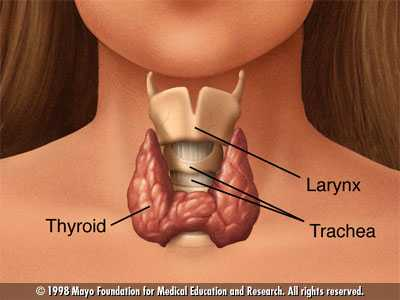 Larynx
Thyroid
Trachea
© 1998 Mayo Foundation for Medical Education and Research. All rights reserved.